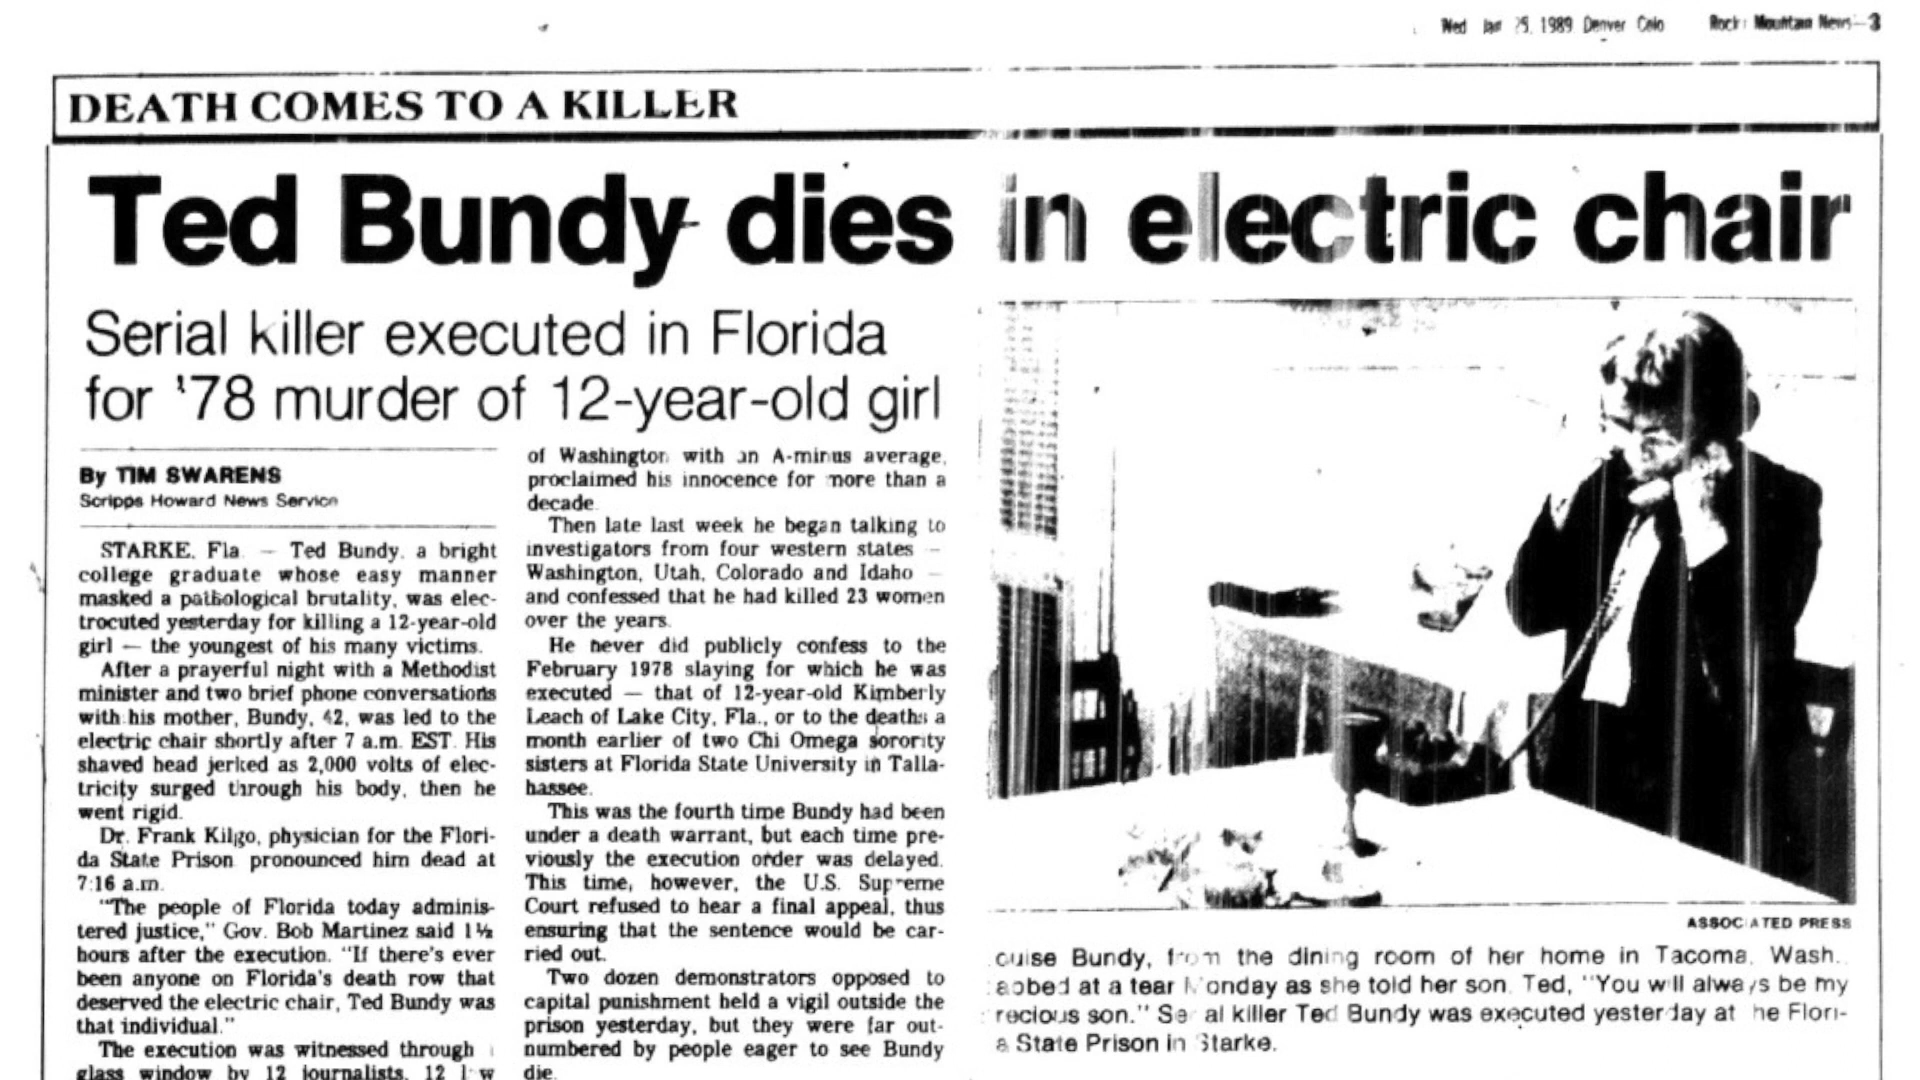 Wed Jan 25, 1989 Denver Colo Rocky Mountain News—3
DEATH COMES TO A KILLER
Ted Bundy dies in electric chair
Serial killer executed in Florida
for '78 murder of 12-year-old girl
By TIM SWARENS
Scripps Howard News Service
STARKE, Fla. — Ted Bundy, a bright
college graduate whose easy manner
masked a pathological brutality, was elec-
trocuted yesterday for killing a 12-year-old
girl — the youngest of his many victims.
After a prayerful night with a Methodist
minister and two brief phone conversations
with his mother, Bundy, 42, was led to the
electric chair shortly after 7 a.m. EST. His
shaved head jerked as 2,000 volts of elec-
tricity surged through his body, then he
went rigid.
Dr. Frank Kilgo, physician for the Flori-
da State Prison pronounced him dead at
7:16 a.m.
"The people of Florida today adminis-
tered justice," Gov. Bob Martinez said 1½
hours after the execution. "If there's ever
been anyone on Florida's death row that
deserved the electric chair, Ted Bundy was
that individual."
The execution was witnessed through
glass window by 12 journalists, 12
of Washington with an A-minus average,
proclaimed his innocence for more than a
decade.
Then late last week he began talking to
investigators from four western states —
Washington, Utah, Colorado and Idaho —
and confessed that he had killed 23 women
over the years.
He never did publicly confess to the
February 1978 slaying for which he was
executed — that of 12-year-old Kimberly
Leach of Lake City, Fla., or to the deaths a
month earlier of two Chi Omega sorority
sisters at Florida State University in Talla-
hassee.
This was the fourth time Bundy had been
under a death warrant, but each time pre-
viously the execution order was delayed.
This time, however, the U.S. Supreme
Court refused to hear a final appeal, thus
ensuring that the sentence would be car-
ried out.
Two dozen demonstrators opposed to
capital punishment held a vigil outside the
prison yesterday, but they were far out-
numbered by people eager to see Bundy
die.
ASSOCIATED PRESS
ouise Bundy, from the dining room of her home in Tacoma, Wash.,
abbed at a tear Monday as she told her son, Ted, "You will always be my
recious son." Serial killer Ted Bundy was executed yesterday at he Flori-
a State Prison in Starke.